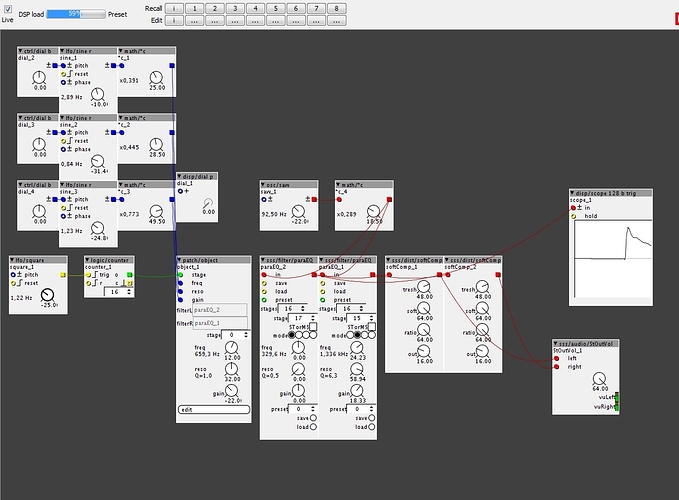 Live
DSP load
59%
Preset
Recall
i
1
2
3
4
5
6
7
8
Edit
i
...
...
...
...
...
...
...
...
ctrl/dial b
dial_2
0.00
lfo/sine r
sine_1
pitch
reset
phase
2,89 Hz
math/*c
*c_1
x0,391
25.00
ctrl/dial b
dial_3
0.00
lfo/sine r
sine_2
pitch
reset
phase
0,84 Hz
math/*c
*c_2
x0,445
28.50
ctrl/dial b
dial_4
0.00
lfo/sine r
sine_3
pitch
reset
phase
1,23 Hz
math/*c
*c_3
x0,773
49.50
disp/dial p
dial_1
0.00
lfo/square
square_1
pitch
1,22 Hz
logic/counter
counter_1
trig
o
r
c
16
patch/object
object_1
stage
freq
reso
gain
filterL
paraEQ_2
filterR
paraEQ_1
stage
0
freq
659,3 Hz
12.00
reso
Q=1,0
32.00
gain
-22.0
edit
osc/saw
saw_1
92,50 Hz
-22.0
math/*c
*c_4
x0,289
18.50
sss/filter/paraEQ
paraEQ_2
in
save
load
preset
stages
16
stage
17
STorMS
mode
freq
329,6 Hz
0.00
reso
Q=0,5
0.00
gain
0.00
preset
0
save
load
sss/filter/paraEQ
paraEQ_1
in
save
load
preset
stages
16
stage
15
STorMS
mode
freq
1,336 kHz
24.23
reso
Q=6,3
58.94
gain
18.33
preset
0
save
load
sss/dist/softComp
softComp_1
tresh
48.00
soft
64.00
ratio
64.00
out
16.00
sss/dist/softComp
softComp_2
tresh
48.00
soft
64.00
ratio
64.00
out
16.00
disp/scope 128 b trig
scope_1
in
hold
sss/audio/StOutVol
StOutVol_1
left
right
64.00
vuLeft
vuRight